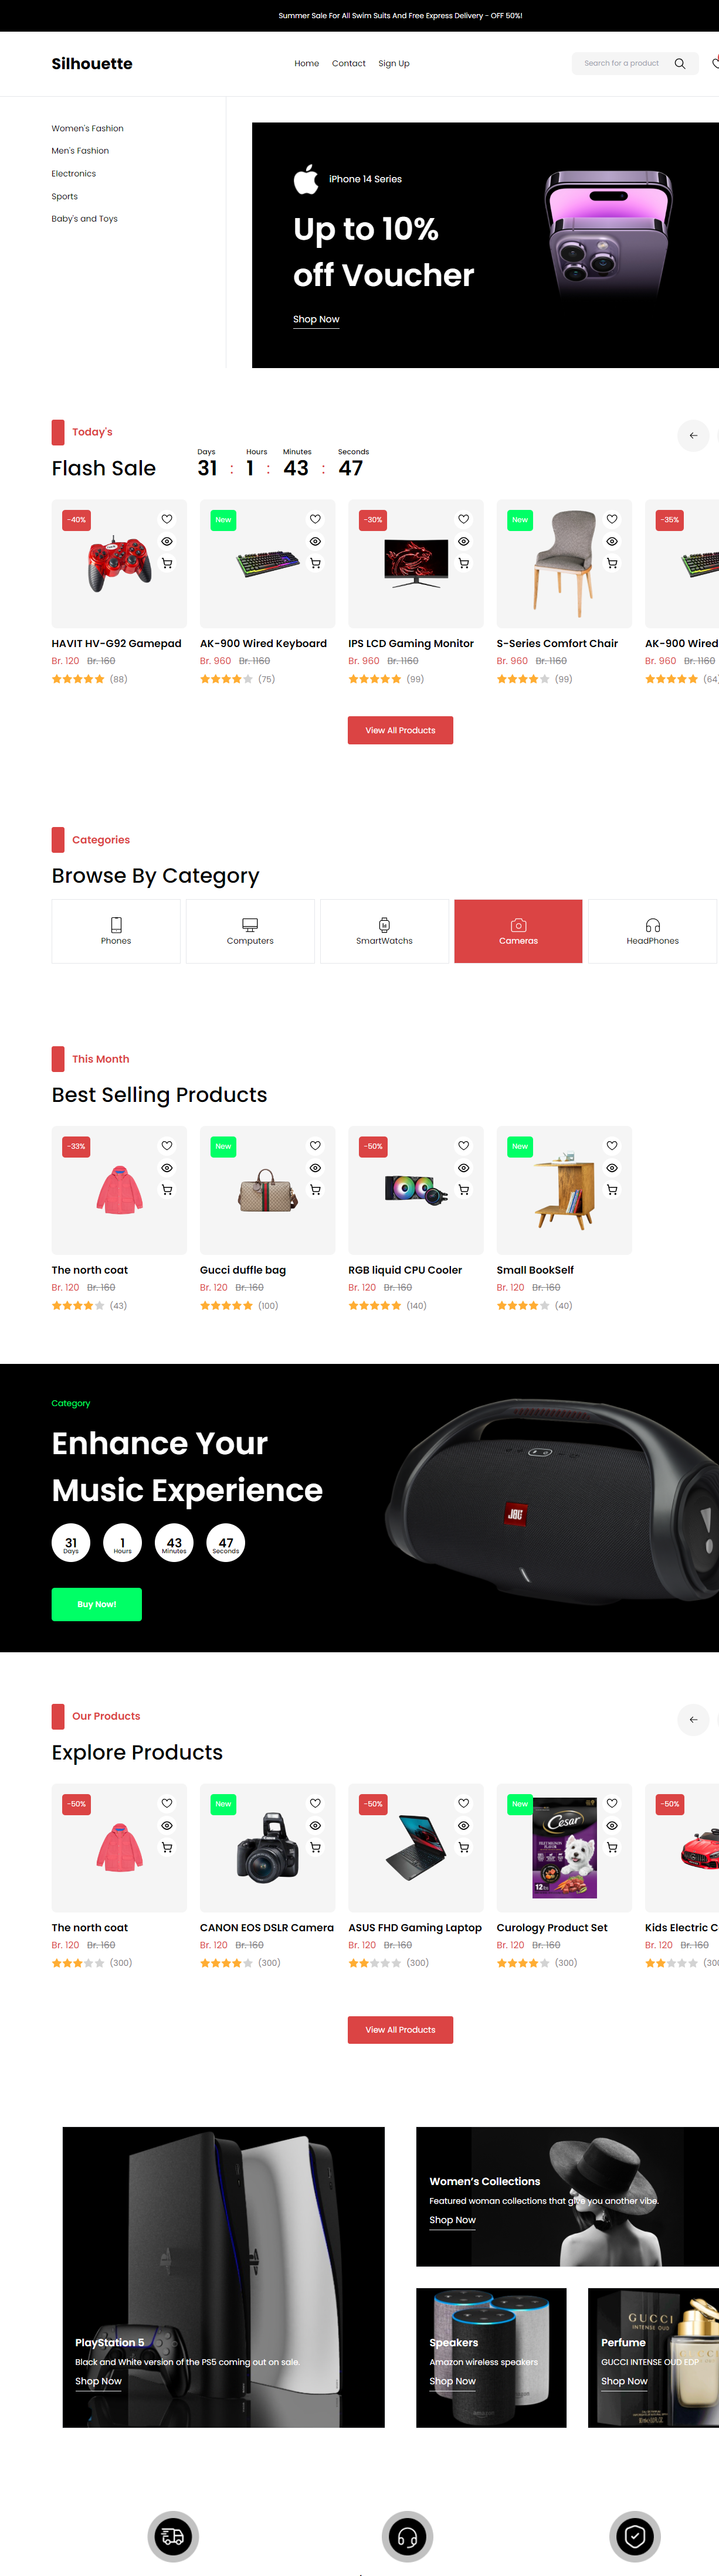 Summer Sale For All Swim Suits And Free Express Delivery - OFF 50%!
Silhouette
Home Contact Sign Up
Search for a product
Women's Fashion
Men's Fashion
Electronics
Sports
Baby's and Toys
iPhone 14 Series
Up to 10%
off Voucher
Shop Now
Today's
Flash Sale
Days Hours Minutes Seconds
31 : 1 : 43 : 47
-40% New -30% New -35%
HAVIT HV-G92 Gamepad AK-900 Wired Keyboard IPS LCD Gaming Monitor S-Series Comfort Chair AK-900 Wired
Br. 120 Br. 160 Br. 960 Br. 1160 Br. 960 Br. 1160 Br. 960 Br. 1160 Br. 960 Br. 1160
(88) (75) (99) (99) (64
View All Products
Categories
Browse By Category
Phones Computers SmartWatchs Cameras HeadPhones
This Month
Best Selling Products
-33% New -50% New
The north coat Gucci duffle bag RGB liquid CPU Cooler Small BookSelf
Br. 120 Br. 160 Br. 120 Br. 160 Br. 120 Br. 160 Br. 120 Br. 160
(43) (100) (140) (40)
Category
Enhance Your
Music Experience
31 1 43 47
Days Hours Minutes Seconds
JBL
Buy Now!
Our Products
Explore Products
-50% New -50% New -50%
Cesar
12
The north coat CANON EOS DSLR Camera ASUS FHD Gaming Laptop Curology Product Set Kids Electric C
Br. 120 Br. 160 Br. 120 Br. 160 Br. 120 Br. 160 Br. 120 Br. 160 Br. 120 Br. 160
(300) (300) (300) (300) (300
View All Products
Women's Collections
Featured woman collections that give you another vibe.
Shop Now
PlayStation 5
Black and White version of the PS5 coming out on sale.
Shop Now
Speakers
Amazon wireless speakers
Shop Now
GUCCI
INTENSE OUD
Perfume
GUCCI INTENSE OUD EDP
Shop Now